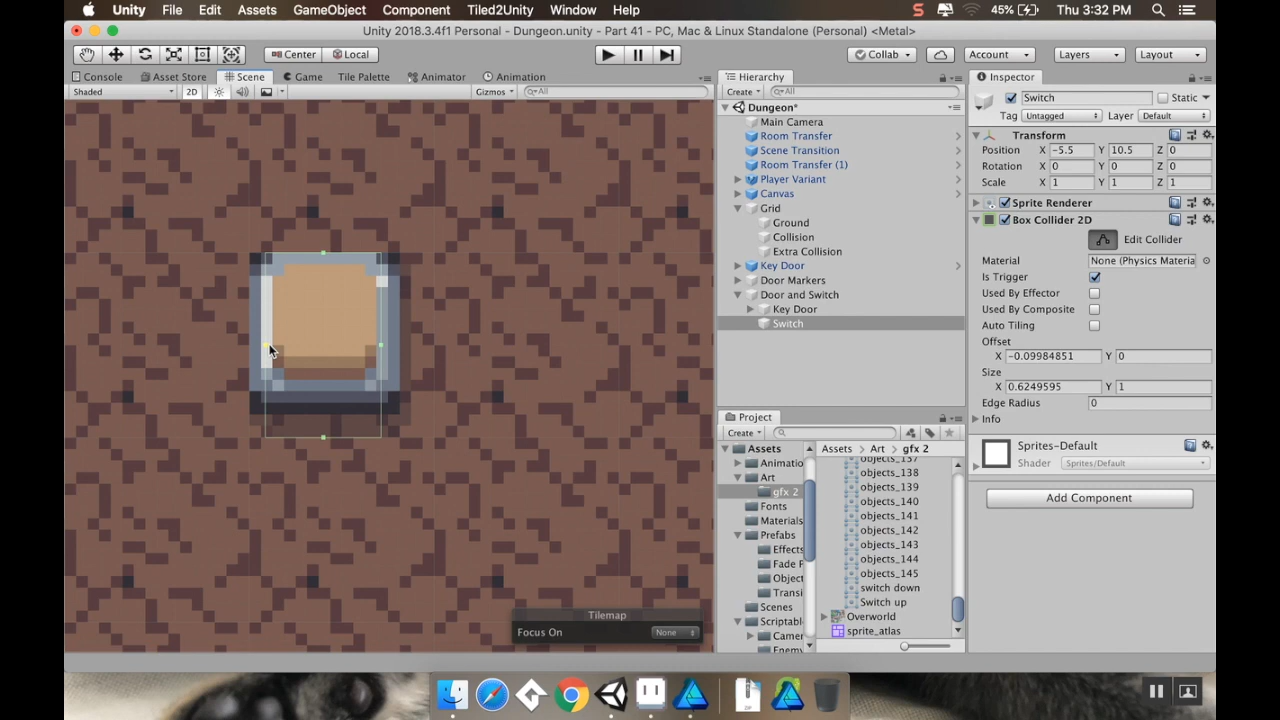 Unity File Edit Assets GameObject Component Tiled2Unity Window Help 45% Thu 3:32 PM
Unity 2018.3.4f1 Personal - Dungeon.unity - Part 41 - PC, Mac & Linux Standalone (Personal) <Metal>
Center Local Collab Account Layers Layout
Console Asset Store Scene Game Tile Palette Animator Animation
Shaded 2D Gizmos All
Hierarchy
Create All
Dungeon*
Main Camera
Room Transfer
Scene Transition
Room Transfer (1)
Player Variant
Canvas
Grid
Ground
Collision
Extra Collision
Key Door
Door Markers
Door and Switch
Key Door
Switch
Inspector
Switch Static
Tag Untagged Layer Default
Transform
Position X -5.5 Y 10.5 Z 0
Rotation X 0 Y 0 Z 0
Scale X 1 Y 1 Z 1
Sprite Renderer
Box Collider 2D
Edit Collider
Material None (Physics Materia
Is Trigger
Used By Effector
Used By Composite
Auto Tiling
Offset
X -0.09984851 Y 0
Size
X 0.6249595 Y 1
Edge Radius 0
Info
Sprites-Default
Shader Sprites/Default
Add Component
Project
Create
Assets
Animatio
Art
gfx 2
Fonts
Materials
Prefabs
Effects
Fade F
Object
Transi
Scenes
Scriptabl
Camer
Enemy
Assets Art gfx 2
objects_137
objects_138
objects_139
objects_140
objects_141
objects_142
objects_143
objects_144
objects_145
switch down
Switch up
Overworld
sprite_atlas
Tilemap
Focus On None
ZIP